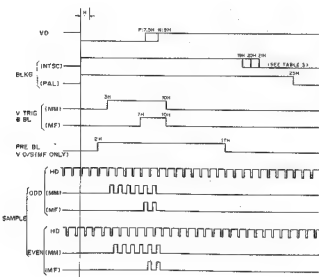 H
VD
P:7.5H N:9H
19H 20H 21H
BLKG
(NTSC)
(SEE TABLE 3)
(PAL)
25H
V TRIG & BL
(MM)
3H
10H
(MF)
7H
10H
PRE BL
V D/S (MF ONLY)
2H
17H
HD
SAMPLE
ODD
(MM)
(MF)
HD
EVEN
(MM)
(MF)